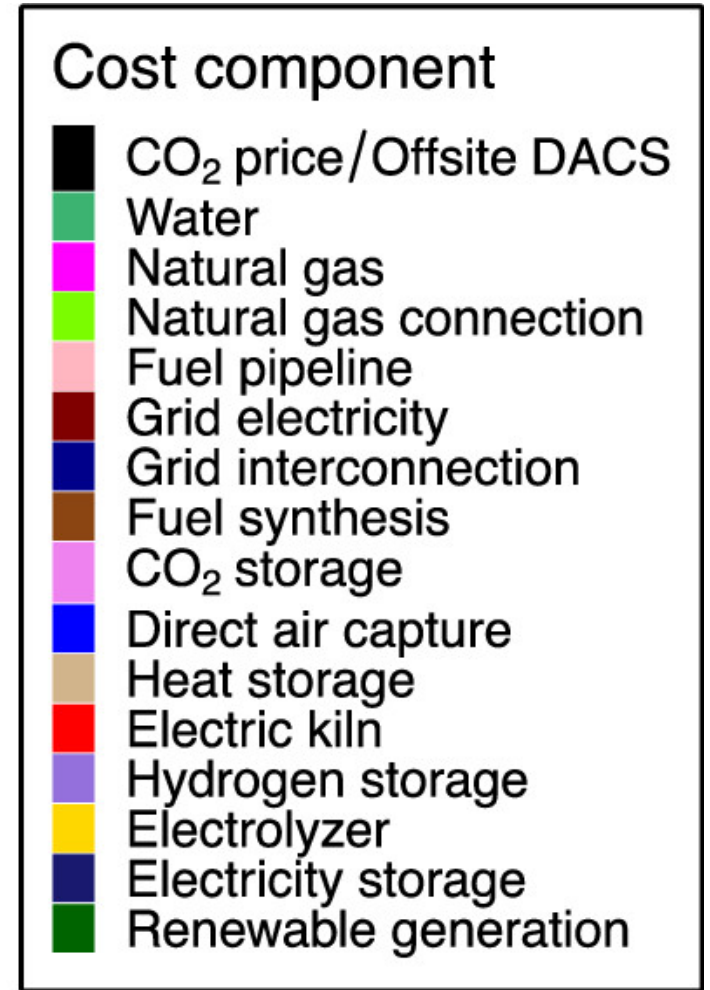 Cost component
CO₂ price/Offsite DACS
Water
Natural gas
Natural gas connection
Fuel pipeline
Grid electricity
Grid interconnection
Fuel synthesis
CO₂ storage
Direct air capture
Heat storage
Electric kiln
Hydrogen storage
Electrolyzer
Electricity storage
Renewable generation